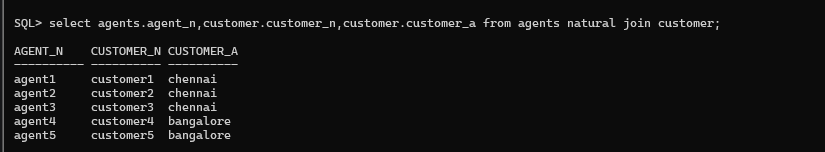 SQL> select agents.agent_n,customer.customer_n,customer.customer_a from agents natural join customer;
AGENT_N    CUSTOMER_N CUSTOMER_A
---------- ---------- ----------
agent1     customer1  chennai
agent2     customer2  chennai
agent3     customer3  chennai
agent4     customer4  bangalore
agent5     customer5  bangalore